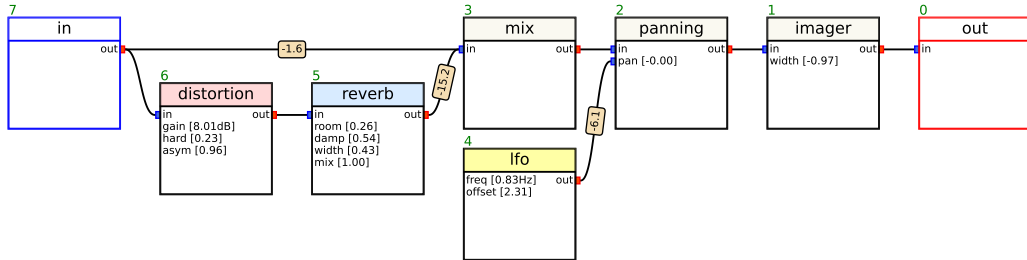 7
in
out
-1.6
6
distortion
in
out
gain [8.01dB]
hard [0.23]
asym [0.96]
5
reverb
in
out
room [0.26]
damp [0.54]
width [0.43]
mix [1.00]
-15.2
3
mix
in
out
4
lfo
freq [0.83Hz]
out
offset [2.31]
-6.1
2
panning
in
out
pan [-0.00]
1
imager
in
out
width [-0.97]
0
out
in